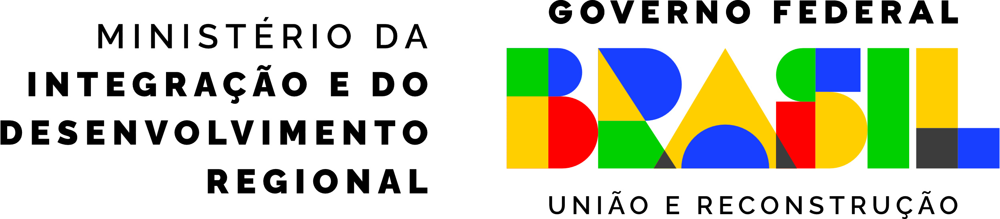 MINISTÉRIO DA
INTEGRAÇÃO E DO
DESENVOLVIMENTO
REGIONAL
GOVERNO FEDERAL
BRASIL
UNIÃO E RECONSTRUÇÃO